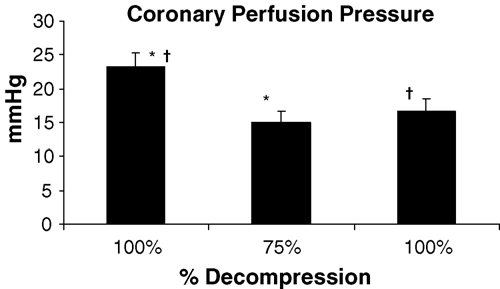 Coronary Perfusion Pressure
30
25
20
15
10
5
0
mmHg
* †
*
†
100% 75% 100%
% Decompression